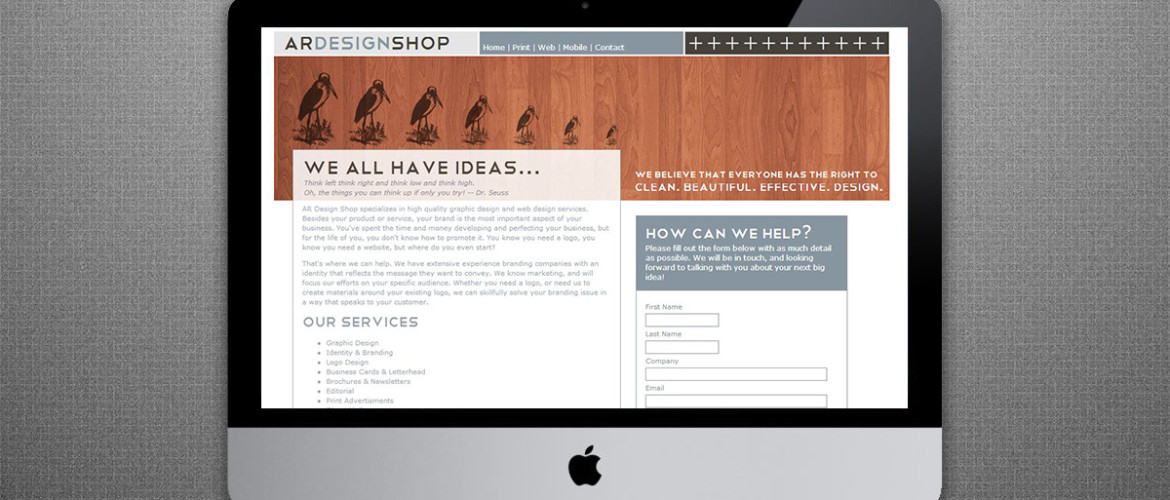 ARDESIGNSHOP
Home | Print | Web | Mobile | Contact
WE ALL HAVE IDEAS...
Think left think right and think low and think high.
Oh, the things you can think up if only you try! -- Dr. Seuss
AR Design Shop specializes in high quality graphic design and web design services.
Besides your product or service, your brand is the most important aspect of your
business. You've spent the time and money developing and perfecting your business, but
for the life of you, you don't know how to promote it. You know you need a logo, you
know you need a website, but where do you even start?
That's where we can help. We have extensive experience branding companies with an
identity that reflects the message they want to convey. We know marketing, and will
focus our efforts on your specific audience. Whether you need a logo, or need us to
create materials around your existing logo, we can skillfully solve your branding issue in
a way that speaks to your customer.
OUR SERVICES
Graphic Design
Identity & Branding
Logo Design
Business Cards & Letterhead
Brochures & Newsletters
Editorial
Print Advertisments
WE BELIEVE THAT EVERYONE HAS THE RIGHT TO
CLEAN. BEAUTIFUL. EFFECTIVE. DESIGN.
HOW CAN WE HELP?
Please fill out the form below with as much detail
as possible. We will be in touch, and looking
forward to talking with you about your next big
idea!
First Name
Last Name
Company
Email